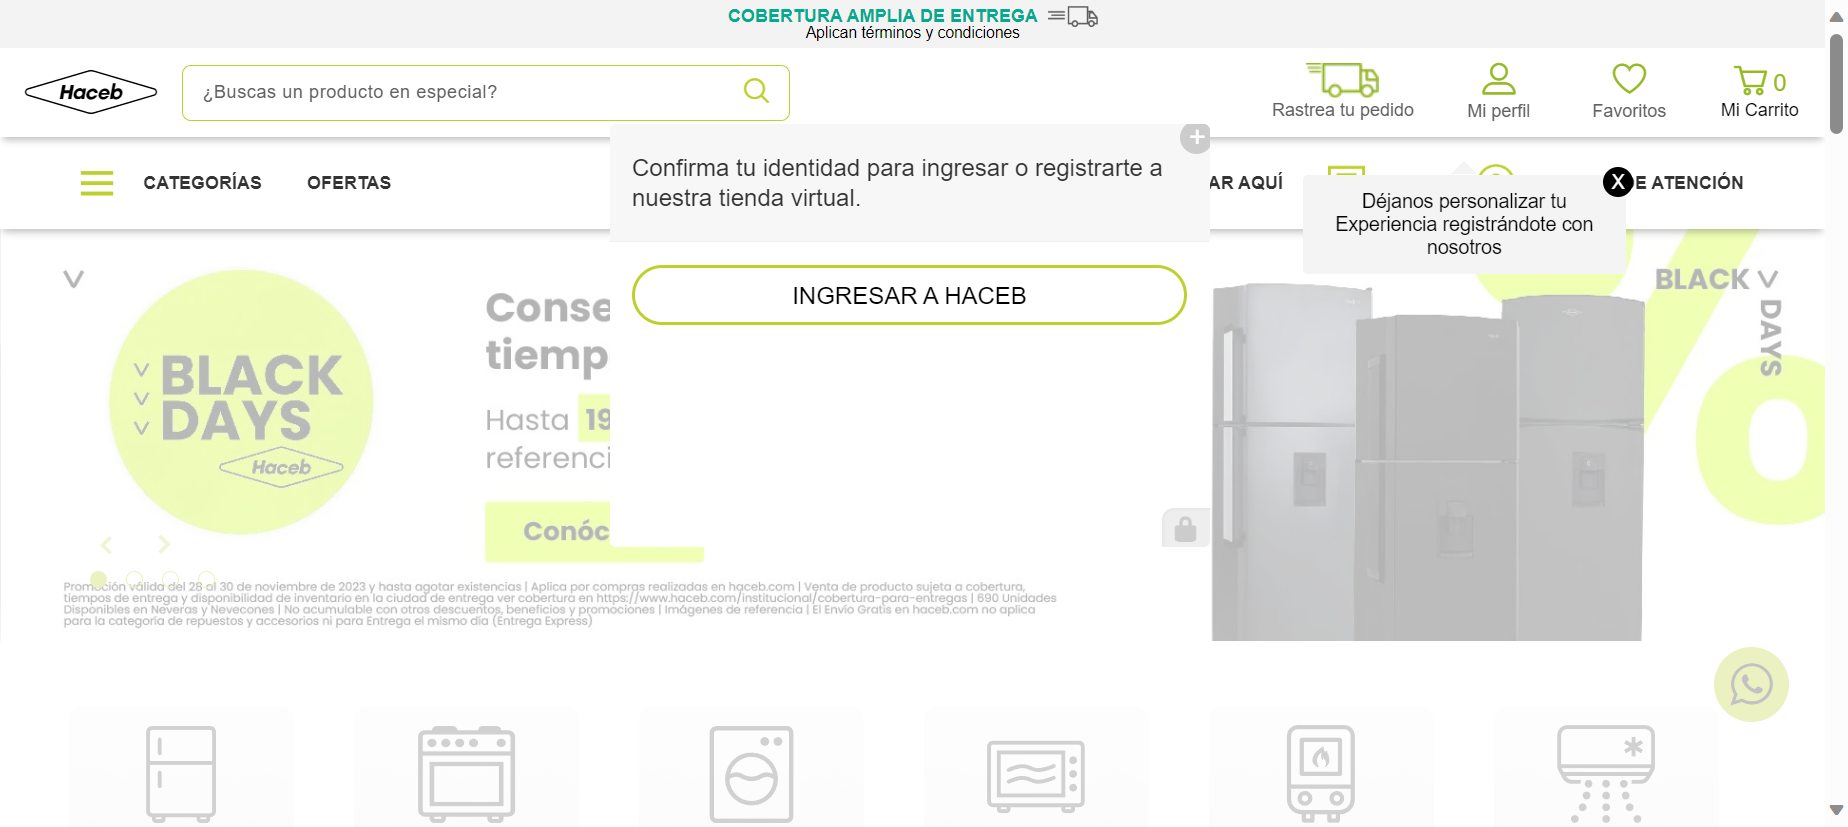 COBERTURA AMPLIA DE ENTREGA
Aplican términos y condiciones
Haceb
¿Buscas un producto en especial?
Rastrea tu pedido
Mi perfil
Favoritos
0
Mi Carrito
CATEGORÍAS
OFERTAS
AR AQUÍ
E ATENCIÓN
Confirma tu identidad para ingresar o registrarte a
nuestra tienda virtual.
INGRESAR A HACEB
X
Déjanos personalizar tu
Experiencia registrándote con
nosotros
BLACK
DAYS
Haceb
Conse
tiemp
Hasta 19
referenci
Conóc
BLACK
DAYS
%
Promoción válida del 28 al 30 de noviembre de 2023 y hasta agotar existencias | Aplica por compras realizadas en haceb.com | Venta de producto sujeta a cobertura,
tiempos de entrega y disponibilidad de inventario en la ciudad de entrega ver cobertura en https://www.haceb.com/institucional/cobertura-para-entregas | 690 Unidades
Disponibles en Neveras y Nevecones | No acumulable con otros descuentos, beneficios y promociones | Imágenes de referencia | El Envío Gratis en haceb.com no aplica
para la categoría de repuestos y accesorios ni para Entrega el mismo día (Entrega Express)